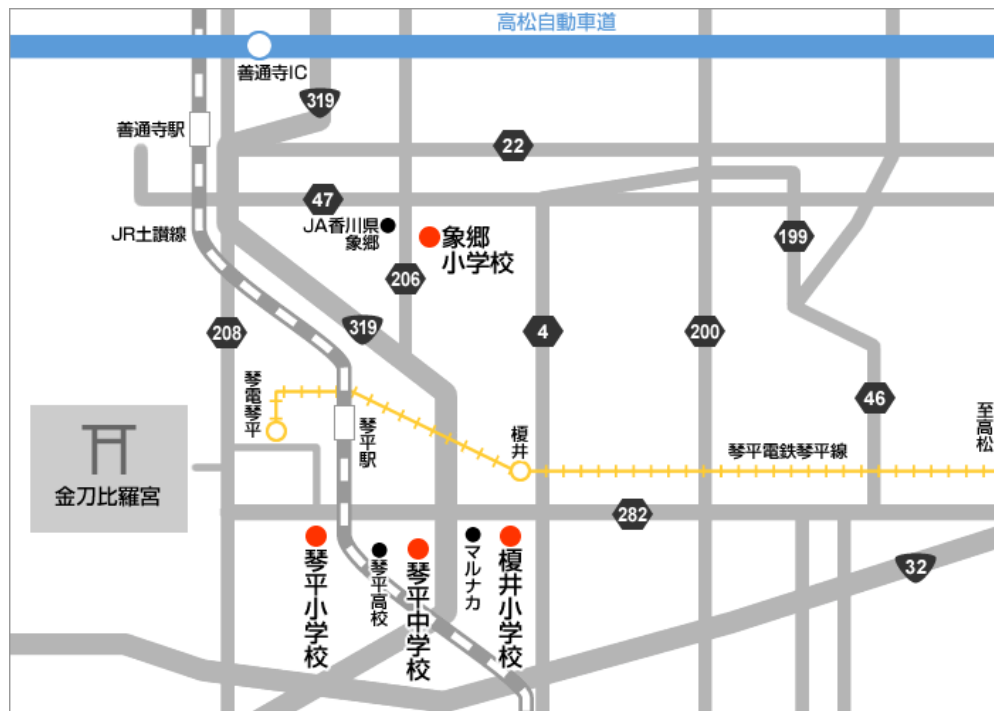 高松自動車道
善通寺IC
319
善通寺駅
22
47
JR土讃線
JA香川県
象郷
象郷
小学校
199
206
208
319
4
200
琴電琴平
46
至高松
琴平駅
榎井
琴平電鉄琴平線
金刀比羅宮
282
琴平小学校
琴平高校
琴平中学校
マルナカ
榎井小学校
32